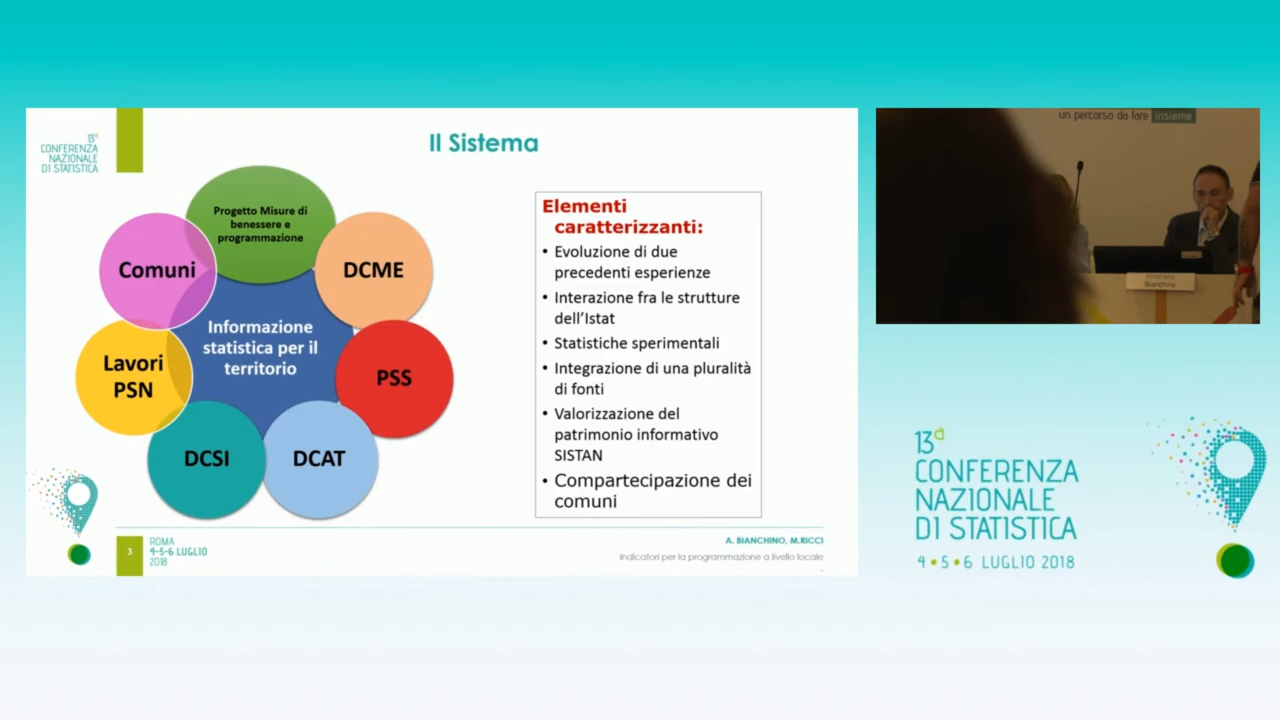 13a
CONFERENZA
NAZIONALE
DI STATISTICA
Il Sistema
Progetto Misure di
benessere e
programmazione
Comuni
DCME
Informazione
statistica per il
territorio
Lavori
PSN
PSS
DCSI
DCAT
Elementi
caratterizzanti:
• Evoluzione di due
precedenti esperienze
• Interazione fra le strutture
dell'Istat
• Statistiche sperimentali
• Integrazione di una pluralità
di fonti
• Valorizzazione del
patrimonio informativo
SISTAN
• Compartecipazione dei
comuni
3
ROMA
4-5-6 LUGLIO
2018
A. BIANCHINO, M.RICCI
Indicatori per la programmazione a livello locale
un percorso da fare insieme
Antonella
Bianchino
13a
CONFERENZA
NAZIONALE
DI STATISTICA
4 • 5 • 6 LUGLIO 2018